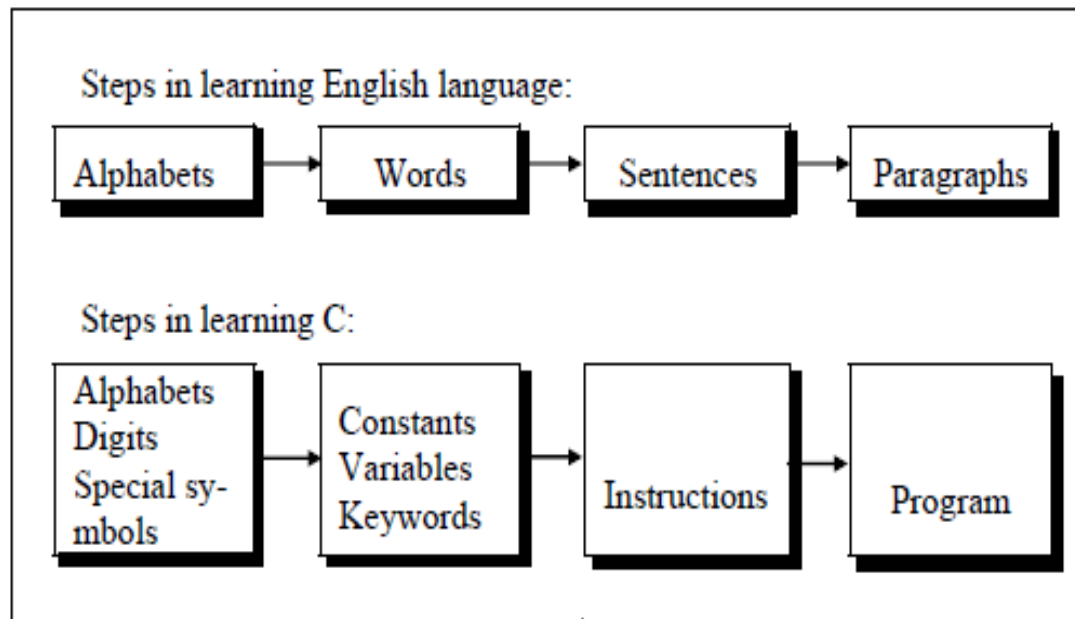 Steps in learning English language:
Alphabets
Words
Sentences
Paragraphs
Steps in learning C:
Alphabets
Digits
Special sy-
mbols
Constants
Variables
Keywords
Instructions
Program